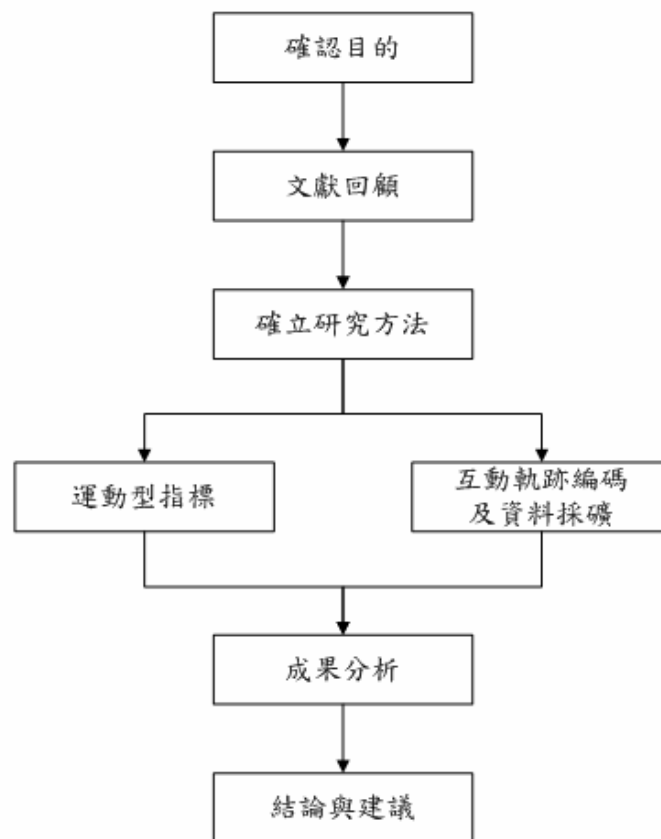 確認目的
文獻回顧
確立研究方法
運動型指標
互動軌跡編碼
及資料採礦
成果分析
結論與建議